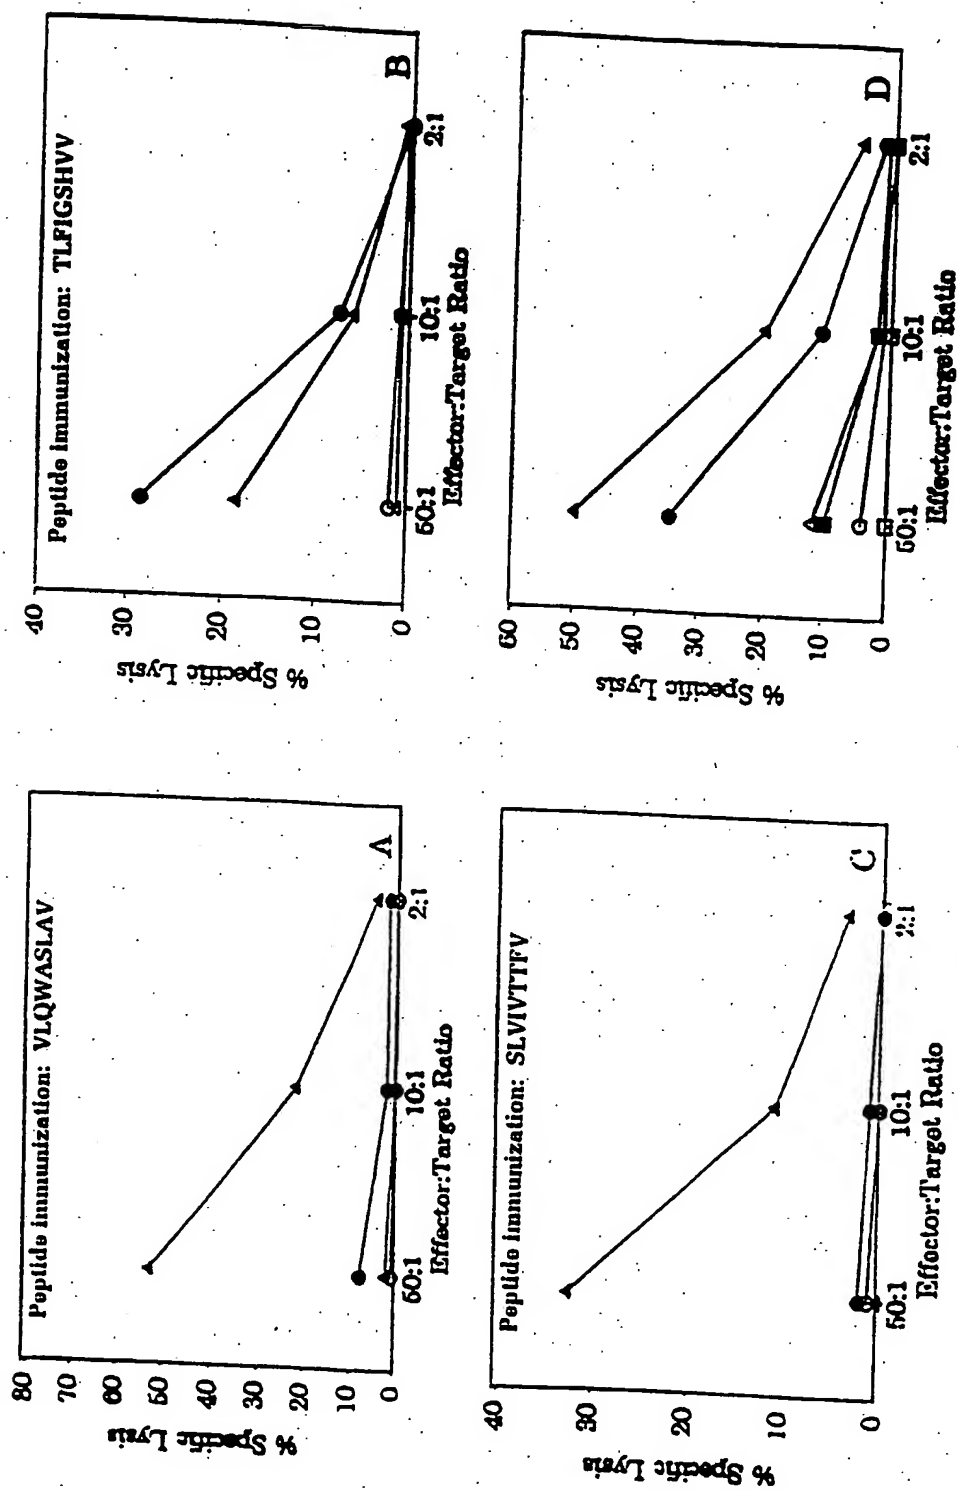 Peptide immunization: VLQWASLAV
A
80
70
60
50
40
30
20
10
0
% Specific Lysis
50:1
10:1
2:1
Effector:Target Ratio
Peptide immunization: TLFIGSHVV
B
40
30
20
10
0
% Specific Lysis
50:1
10:1
2:1
Effector:Target Ratio
Peptide immunization: SLVIVTTFV
C
40
30
20
10
0
% Specific Lysis
50:1
10:1
2:1
Effector:Target Ratio
D
60
50
40
30
20
10
0
% Specific Lysis
50:1
10:1
2:1
Effector:Target Ratio